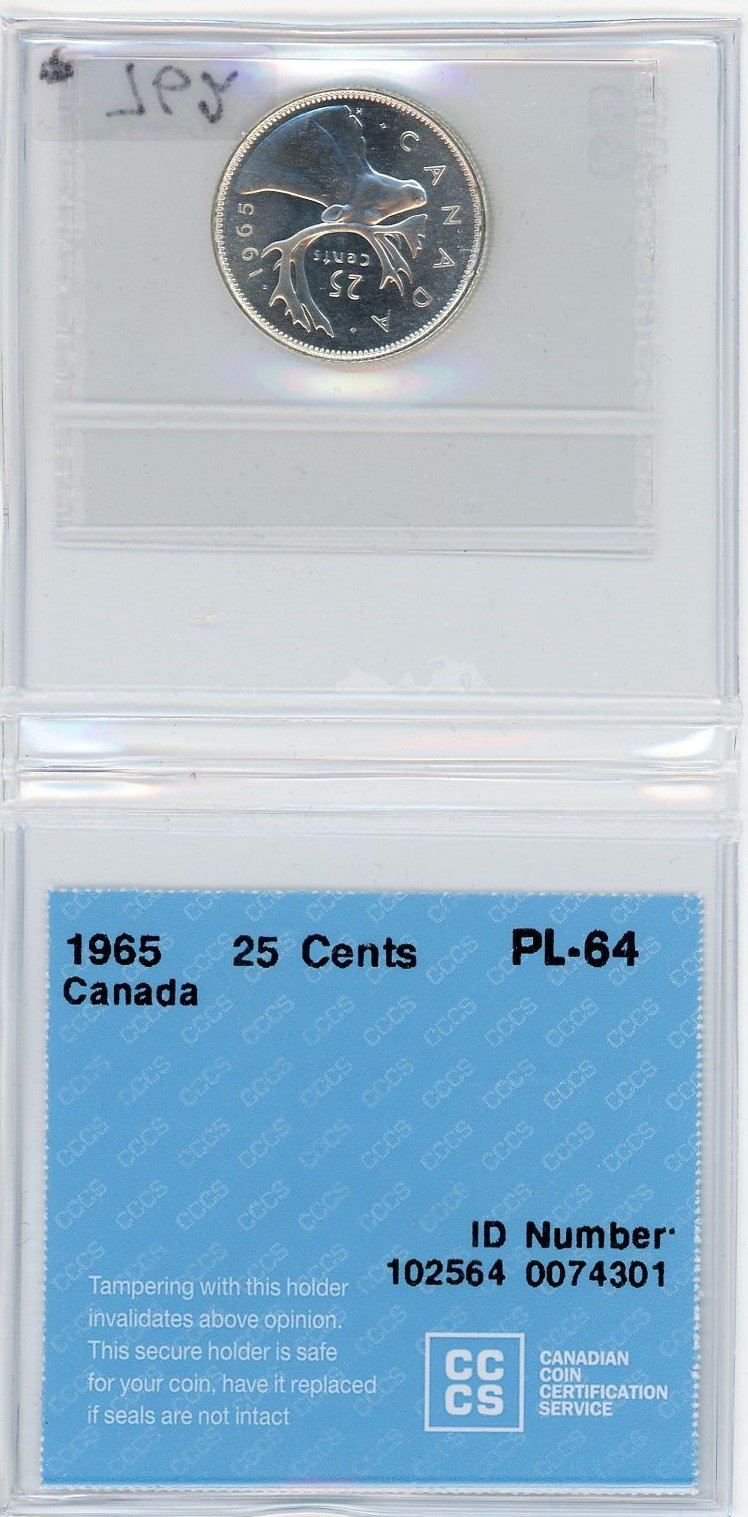 CANADA
1965
25
Cents
H
1965 25 Cents PL-64
Canada
ID Number
102564 0074301
Tampering with this holder
invalidates above opinion.
This secure holder is safe
for your coin, have it replaced
if seals are not intact
CC
CS
CANADIAN
COIN
CERTIFICATION
SERVICE